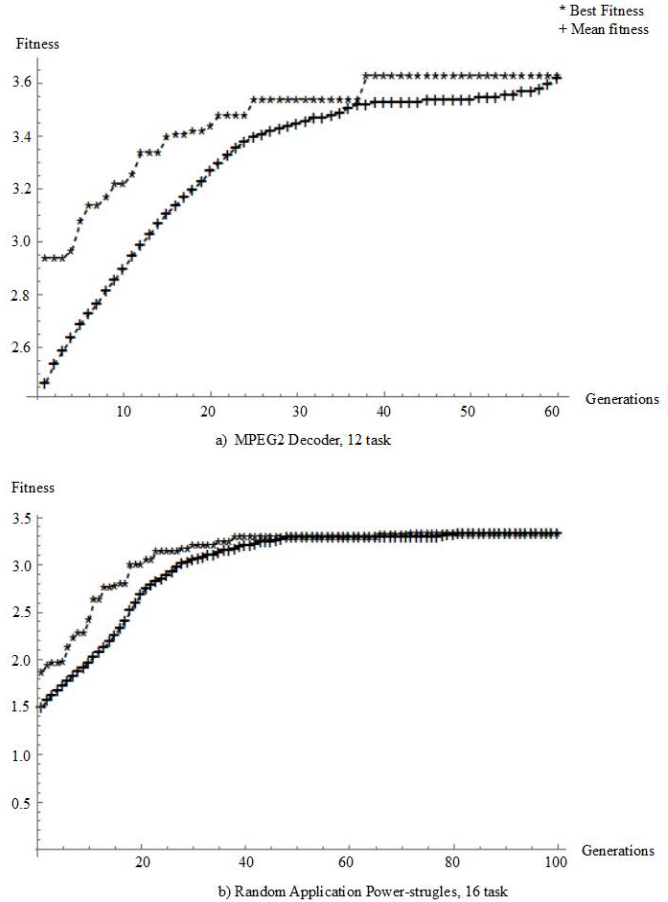 * Best Fitness
+ Mean fitness
Fitness
3.6
3.4
3.2
3.0
2.8
2.6
10 20 30 40 50 60
Generations
a) MPEG2 Decoder, 12 task
Fitness
3.5
3.0
2.5
2.0
1.5
1.0
0.5
20 40 60 80 100
Generations
b) Random Application Power-strugles, 16 task